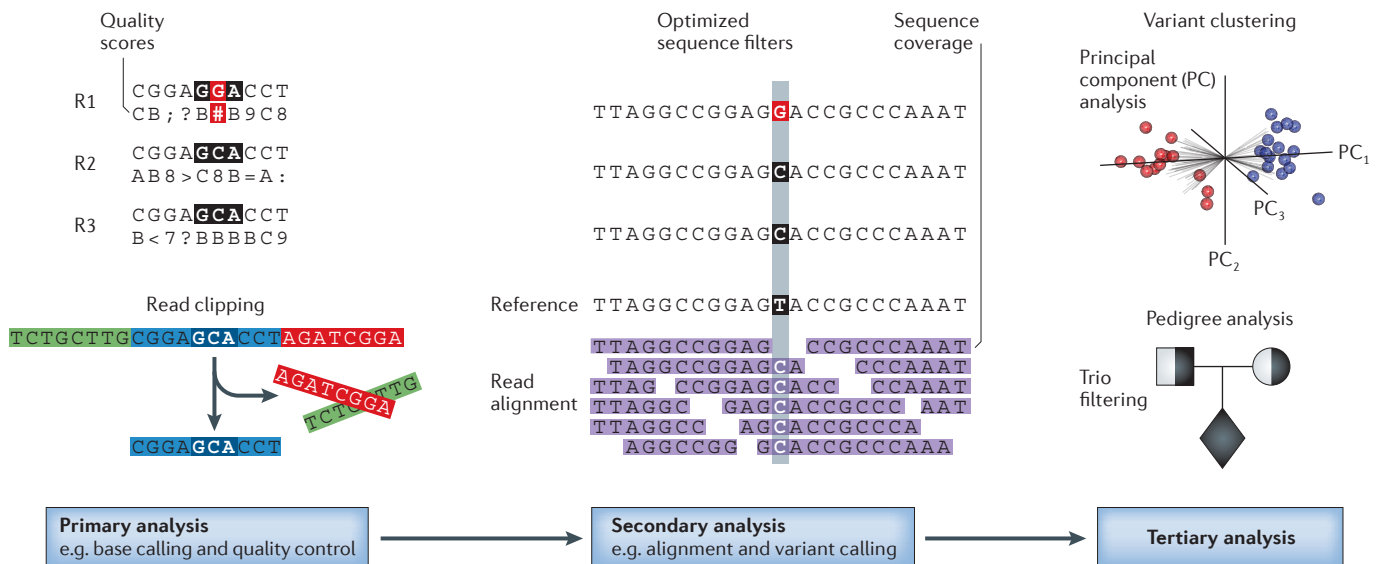 Quality
scores
R1
CGGAGGACCT
CB;?B#B9C8
R2
CGGAGCACCT
AB8>C8B=A:
R3
CGGAGCACCT
B<7?BBBBC9
Read clipping
TCTGCTTGCGGAGCACCTAGATCGGA
AGATCGGA
TCTG TTG
CGGAGCACCT
Primary analysis
e.g. base calling and quality control
Optimized
sequence filters
Sequence
coverage
TTAGGCCGGAGGACCGCCCAAAT
TTAGGCCGGAGCACCGCCCAAAT
TTAGGCCGGAGCACCGCCCAAAT
Reference
TTAGGCCGGAGTACCGCCCAAAT
Read
alignment
TTAGGCCGGAG CCGCCCAAAT
TAGGCCGGAGCA CCCAAAT
TTAG CCGGAGCACC CCAAAT
TTAGGC GAGCACCGCCC AAT
TTAGGCC AGCACCGCCCA
AGGCCGG GCACCGCCCAAA
Secondary analysis
e.g. alignment and variant calling
Variant clustering
Principal
component (PC)
analysis
PC1
PC3
PC2
Pedigree analysis
Trio
filtering
Tertiary analysis